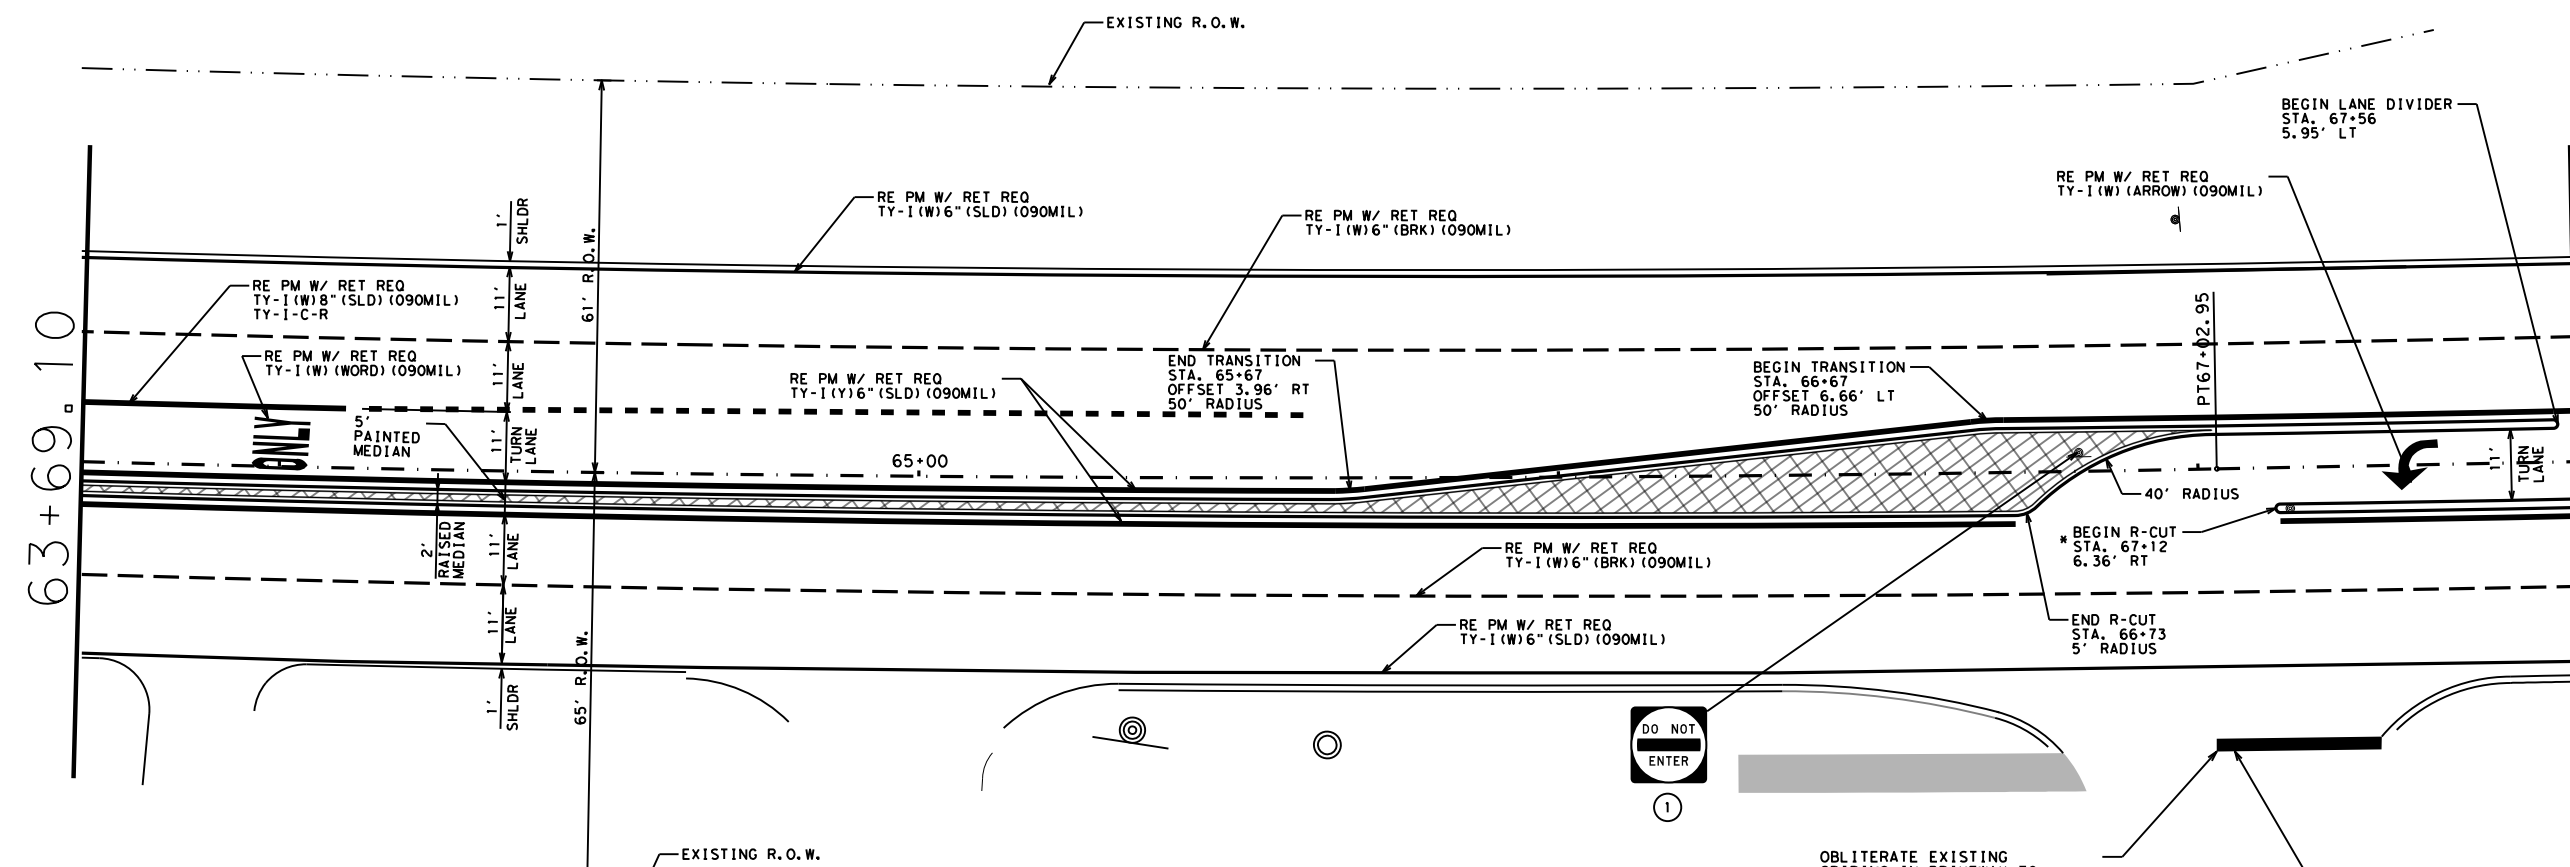 EXISTING R.O.W.
BEGIN LANE DIVIDER
STA. 67+56
5.95' LT
RE PM W/ RET REQ
TY-I(W)(ARROW)(090MIL)
RE PM W/ RET REQ
TY-I(W)6"(SLD)(090MIL)
RE PM W/ RET REQ
TY-I(W)6"(BRK)(090MIL)
1'
SHLDR
61' R.O.W.
RE PM W/ RET REQ
TY-I(W)8"(SLD)(090MIL)
TY-I-C-R
11'
LANE
RE PM W/ RET REQ
TY-I(W)(WORD)(090MIL)
11'
LANE
RE PM W/ RET REQ
TY-I(Y)6"(SLD)(090MIL)
END TRANSITION
STA. 65+67
OFFSET 3.96' RT
50' RADIUS
BEGIN TRANSITION
STA. 66+67
OFFSET 6.66' LT
50' RADIUS
PT67+02.95
63+69.10
ONLY
5'
PAINTED
MEDIAN
11'
TURN
LANE
65+00
11'
TURN
LANE
40' RADIUS
2'
RAISED
MEDIAN
11'
LANE
RE PM W/ RET REQ
TY-I(W)6"(BRK)(090MIL)
* BEGIN R-CUT
STA. 67+12
6.36' RT
11'
LANE
RE PM W/ RET REQ
TY-I(W)6"(SLD)(090MIL)
END R-CUT
STA. 66+73
5' RADIUS
1'
SHLDR
65' R.O.W.
DO NOT
ENTER
1
EXISTING R.O.W.
OBLITERATE EXISTING